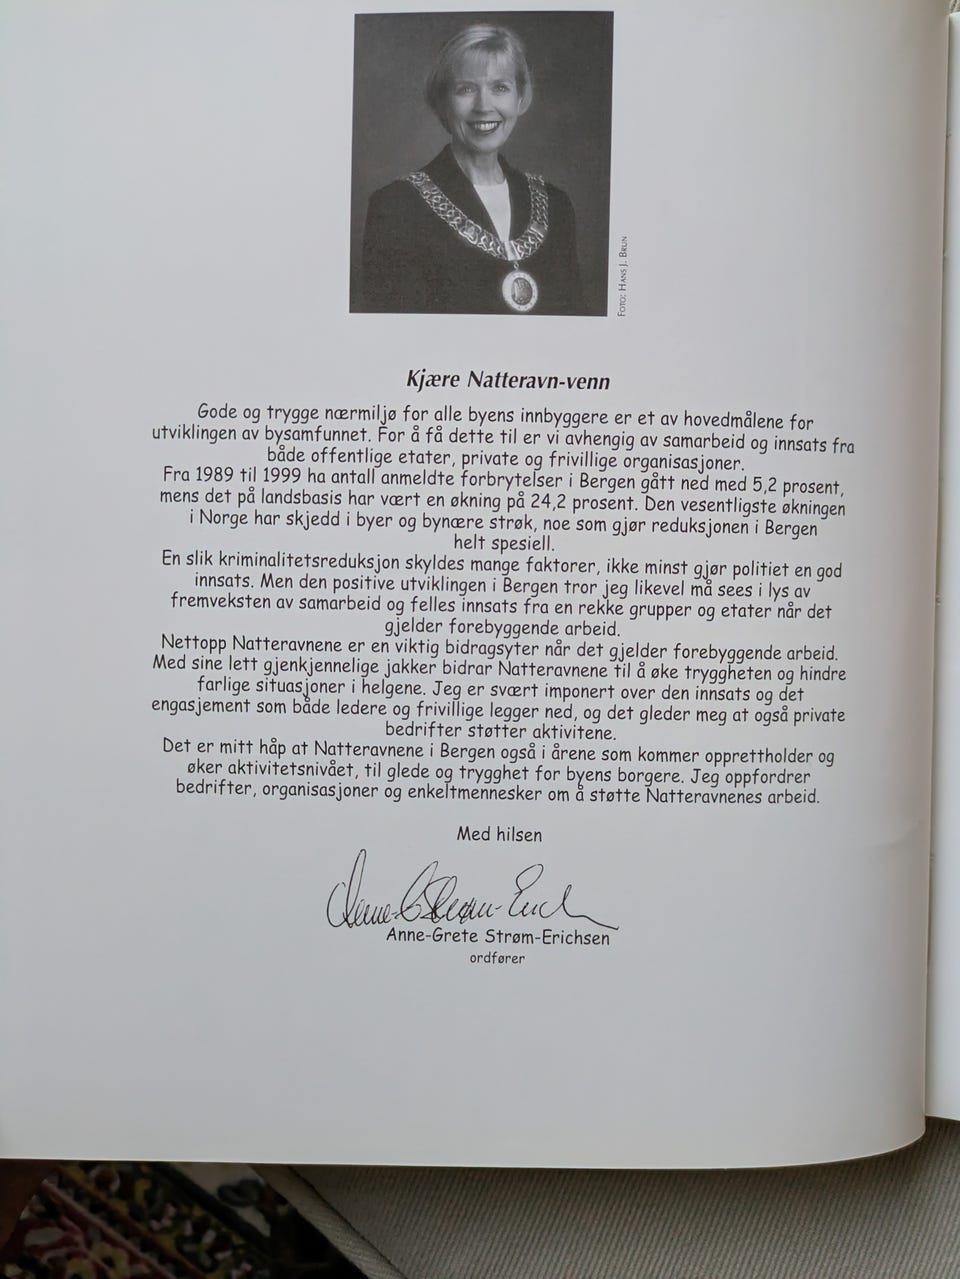 FOTO: HANS J. BRUN
Kjære Natteravn-venn
Gode og trygge nærmiljø for alle byens innbyggere er et av hovedmålene for
utviklingen av bysamfunnet. For å få dette til er vi avhengig av samarbeid og innsats fra
både offentlige etater, private og frivillige organisasjoner.
Fra 1989 til 1999 ha antall anmeldte forbrytelser i Bergen gått ned med 5,2 prosent,
mens det på landsbasis har vært en økning på 24,2 prosent. Den vesentligste økningen
i Norge har skjedd i byer og bynære strøk, noe som gjør reduksjonen i Bergen
helt spesiell.
En slik kriminalitetsreduksjon skyldes mange faktorer, ikke minst gjør politiet en god
innsats. Men den positive utviklingen i Bergen tror jeg likevel må sees i lys av
fremveksten av samarbeid og felles innsats fra en rekke grupper og etater når det
gjelder forebyggende arbeid.
Nettopp Natteravnene er en viktig bidragsyter når det gjelder forebyggende arbeid.
Med sine lett gjenkjennelige jakker bidrar Natteravnene til å øke tryggheten og hindre
farlige situasjoner i helgene. Jeg er svært imponert over den innsats og det
engasjement som både ledere og frivillige legger ned, og det gleder meg at også private
bedrifter støtter aktivitene.
Det er mitt håp at Natteravnene i Bergen også i årene som kommer opprettholder og
øker aktivitetsnivået, til glede og trygghet for byens borgere. Jeg oppfordrer
bedrifter, organisasjoner og enkeltmennesker om å støtte Natteravnenes arbeid.
Med hilsen
Anne-Grete Strøm-Erichsen
ordfører